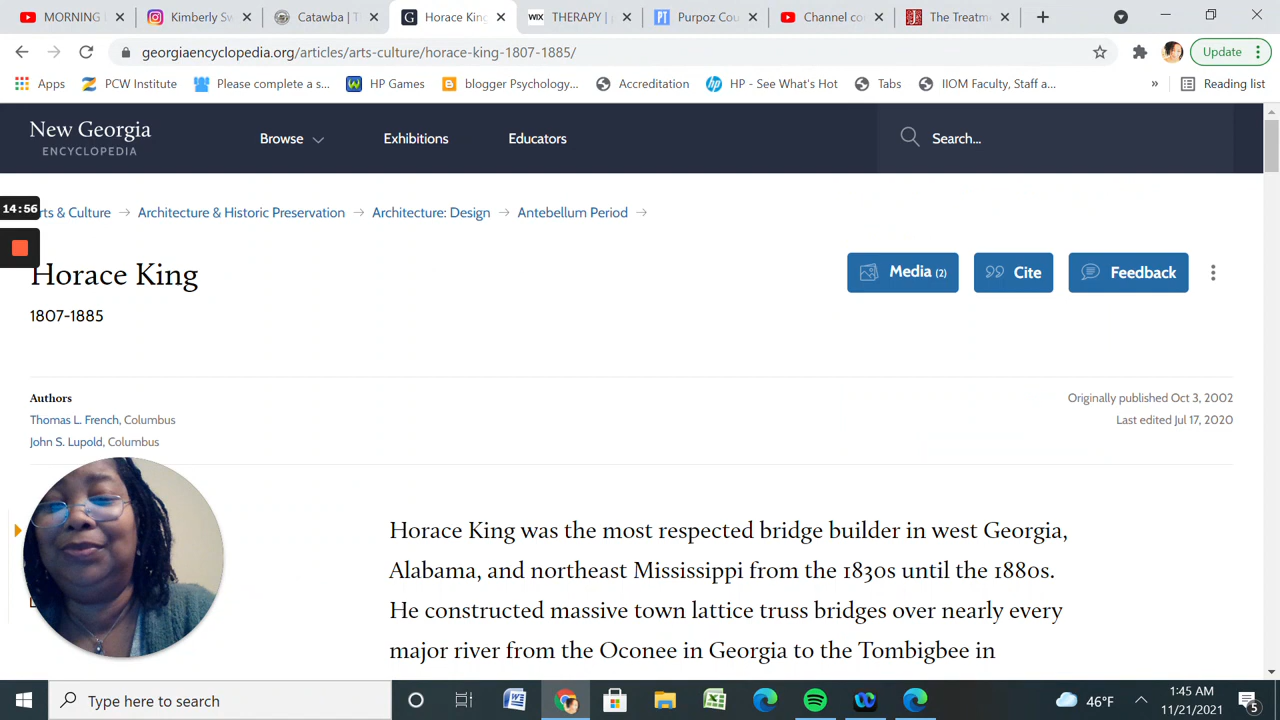 MORNING
Kimberly Sw
Catawba | T
Horace King
WIX THERAPY | p
PT Purpoz Cou
Channel co
The Treatm
georgiaencyclopedia.org/articles/arts-culture/horace-king-1807-1885/
Update
Apps PCW Institute Please complete a s... HP Games blogger Psychology... Accreditation HP - See What's Hot Tabs IIOM Faculty, Staff a... » Reading list
New Georgia
ENCYCLOPEDIA
Browse Exhibitions Educators Search...
14:56
rts & Culture → Architecture & Historic Preservation → Architecture: Design → Antebellum Period →
Horace King
Media (2) Cite Feedback
1807-1885
Authors
Originally published Oct 3, 2002
Thomas L. French, Columbus
Last edited Jul 17, 2020
John S. Lupold, Columbus
Horace King was the most respected bridge builder in west Georgia,
Alabama, and northeast Mississippi from the 1830s until the 1880s.
He constructed massive town lattice truss bridges over nearly every
major river from the Oconee in Georgia to the Tombigbee in
Type here to search
46°F
1:45 AM
11/21/2021
5